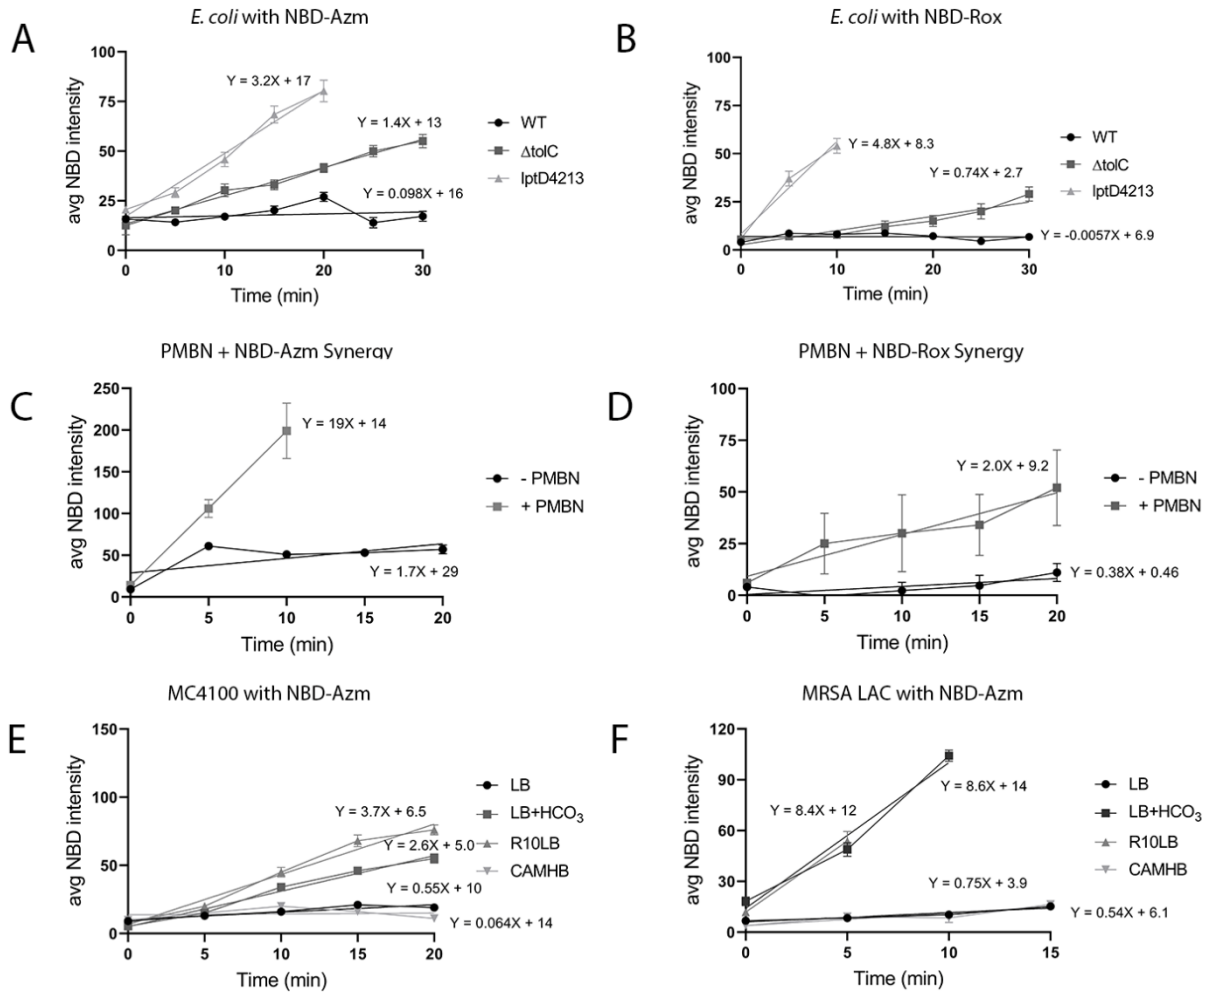 A
E. coli with NBD-Azm
avg NBD intensity
100
75
50
25
0
0
10
20
30
Time (min)
Y = 3.2X + 17
Y = 1.4X + 13
Y = 0.098X + 16
WT
ΔtolC
lptD4213
B
E. coli with NBD-Rox
avg NBD intensity
100
75
50
25
0
0
10
20
30
Time (min)
Y = 4.8X + 8.3
Y = 0.74X + 2.7
Y = -0.0057X + 6.9
WT
ΔtolC
lptD4213
C
PMBN + NBD-Azm Synergy
avg NBD intensity
250
200
150
100
50
0
0
5
10
15
20
Time (min)
Y = 19X + 14
Y = 1.7X + 29
- PMBN
+ PMBN
D
PMBN + NBD-Rox Synergy
avg NBD intensity
100
75
50
25
0
0
5
10
15
20
Time (min)
Y = 2.0X + 9.2
Y = 0.38X + 0.46
- PMBN
+ PMBN
E
MC4100 with NBD-Azm
avg NBD intensity
150
100
50
0
0
5
10
15
20
Time (min)
Y = 3.7X + 6.5
Y = 2.6X + 5.0
Y = 0.55X + 10
Y = 0.064X + 14
LB
LB+HCO₃
R10LB
CAMHB
F
MRSA LAC with NBD-Azm
avg NBD intensity
120
90
60
30
0
0
5
10
15
Time (min)
Y = 8.4X + 12
Y = 8.6X + 14
Y = 0.75X + 3.9
Y = 0.54X + 6.1
LB
LB+HCO₃
R10LB
CAMHB